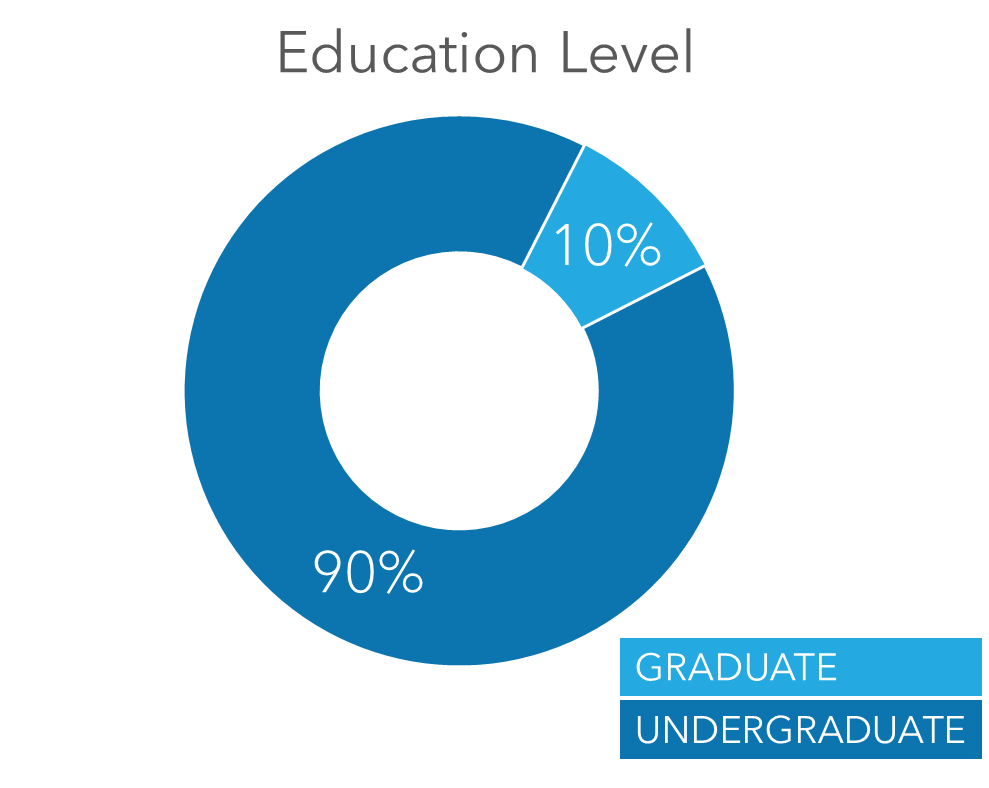 Education Level
10%
90%
GRADUATE
UNDERGRADUATE